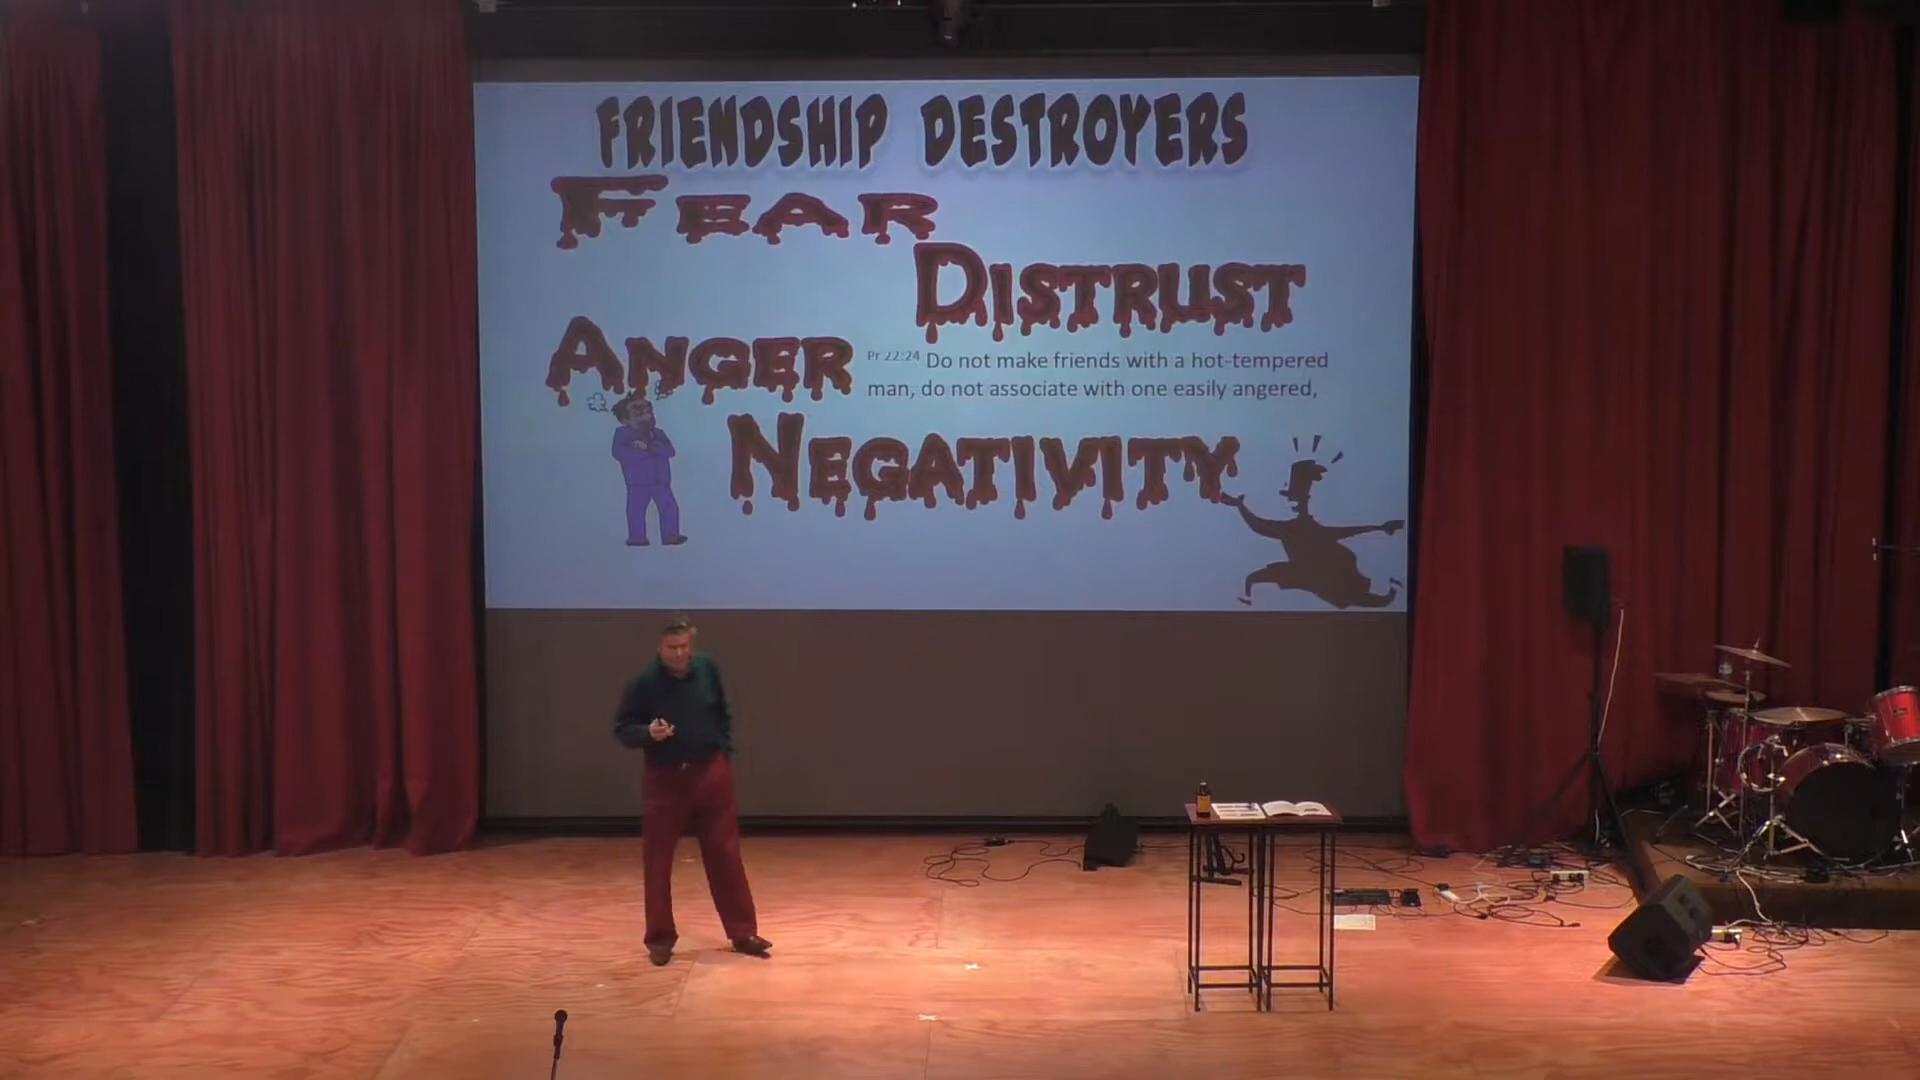 FRIENDSHIP DESTROYERS
FEAR
DISTRUST
ANGER
Pr 22:24 Do not make friends with a hot-tempered
man, do not associate with one easily angered,
NEGATIVITY